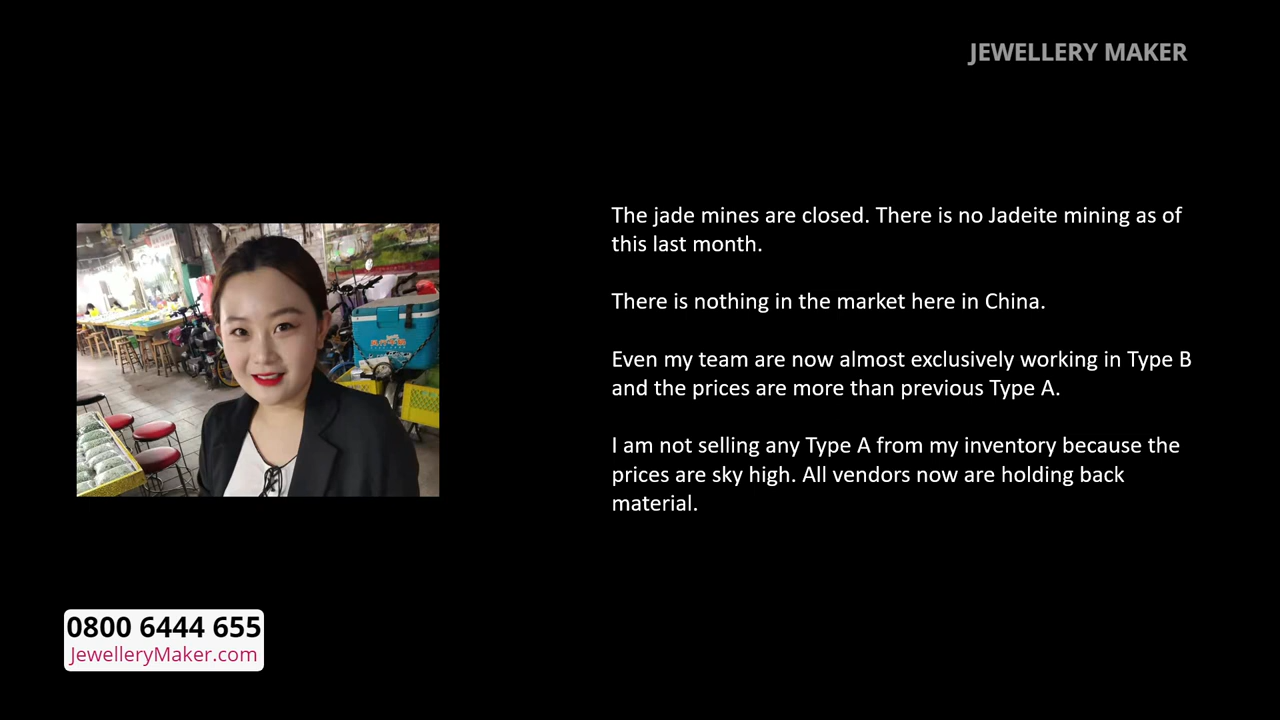 JEWELLERY MAKER
The jade mines are closed. There is no Jadeite mining as of
this last month.
There is nothing in the market here in China.
Even my team are now almost exclusively working in Type B
and the prices are more than previous Type A.
I am not selling any Type A from my inventory because the
prices are sky high. All vendors now are holding back
material.
0800 6444 655
JewelleryMaker.com